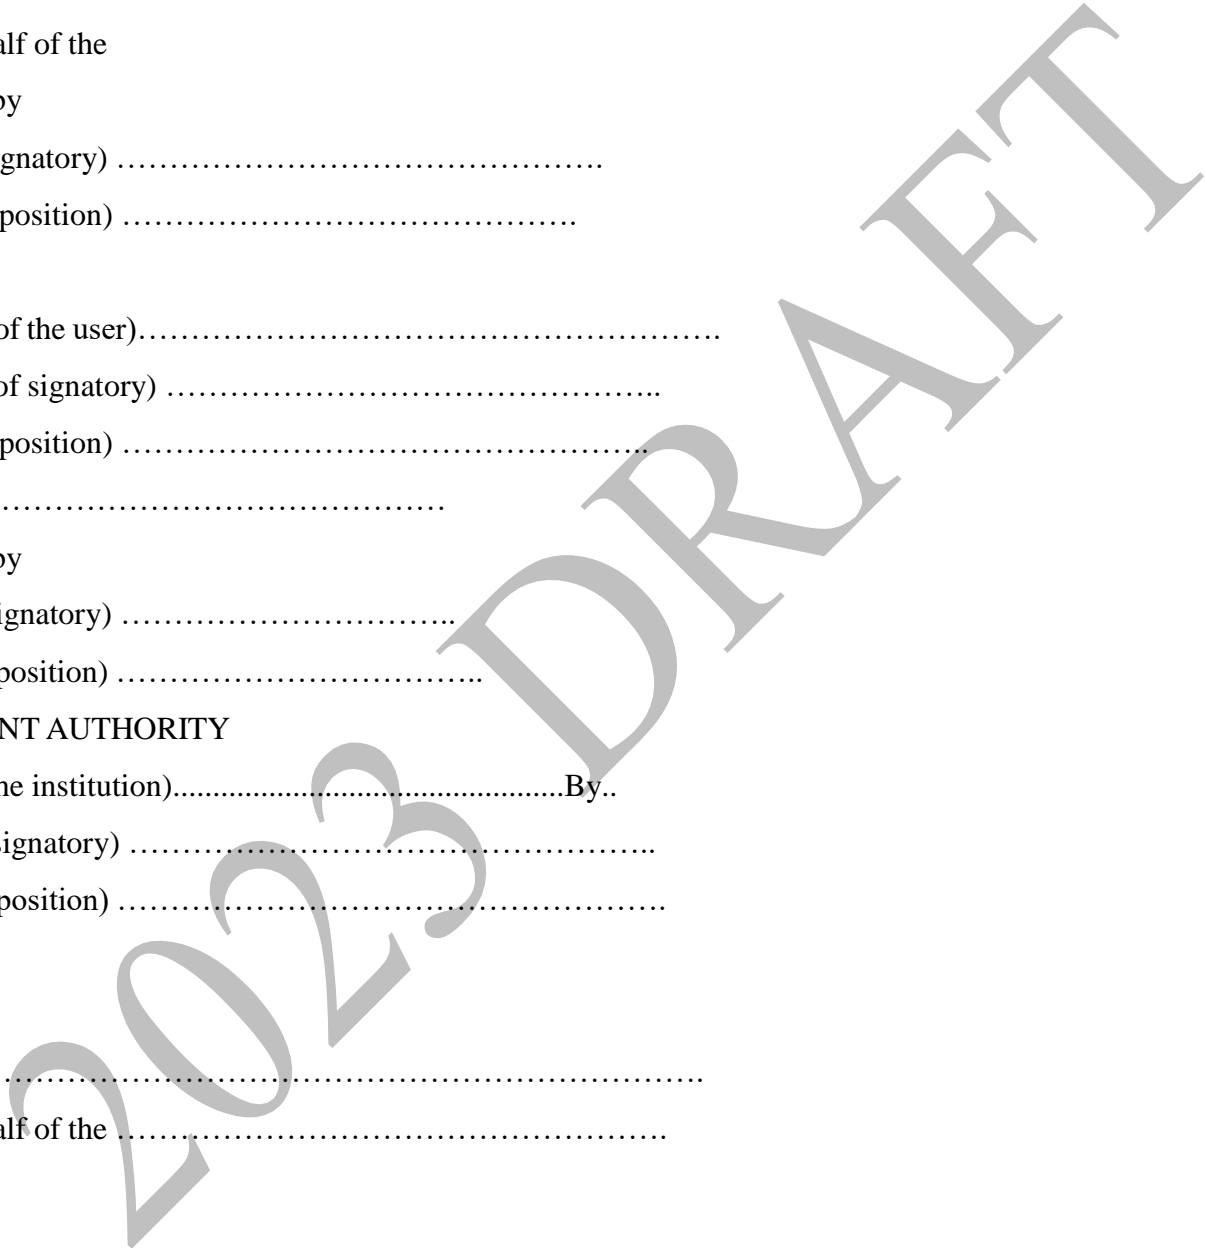 alf of the
by
gnatory) ……………………………………….
position) …………………………………….
of the user)……………………………………………….
of signatory) ………………………………………..
position) …………………………………………..
……………………………………
by
ignatory) …………………………..
position) ……………………………..
NT AUTHORITY
he institution).................................................By..
signatory) …………………………………………..
position) …………………………………………….
………………………………………………………….
alf of the …………………………………………….
2023 DRAFT